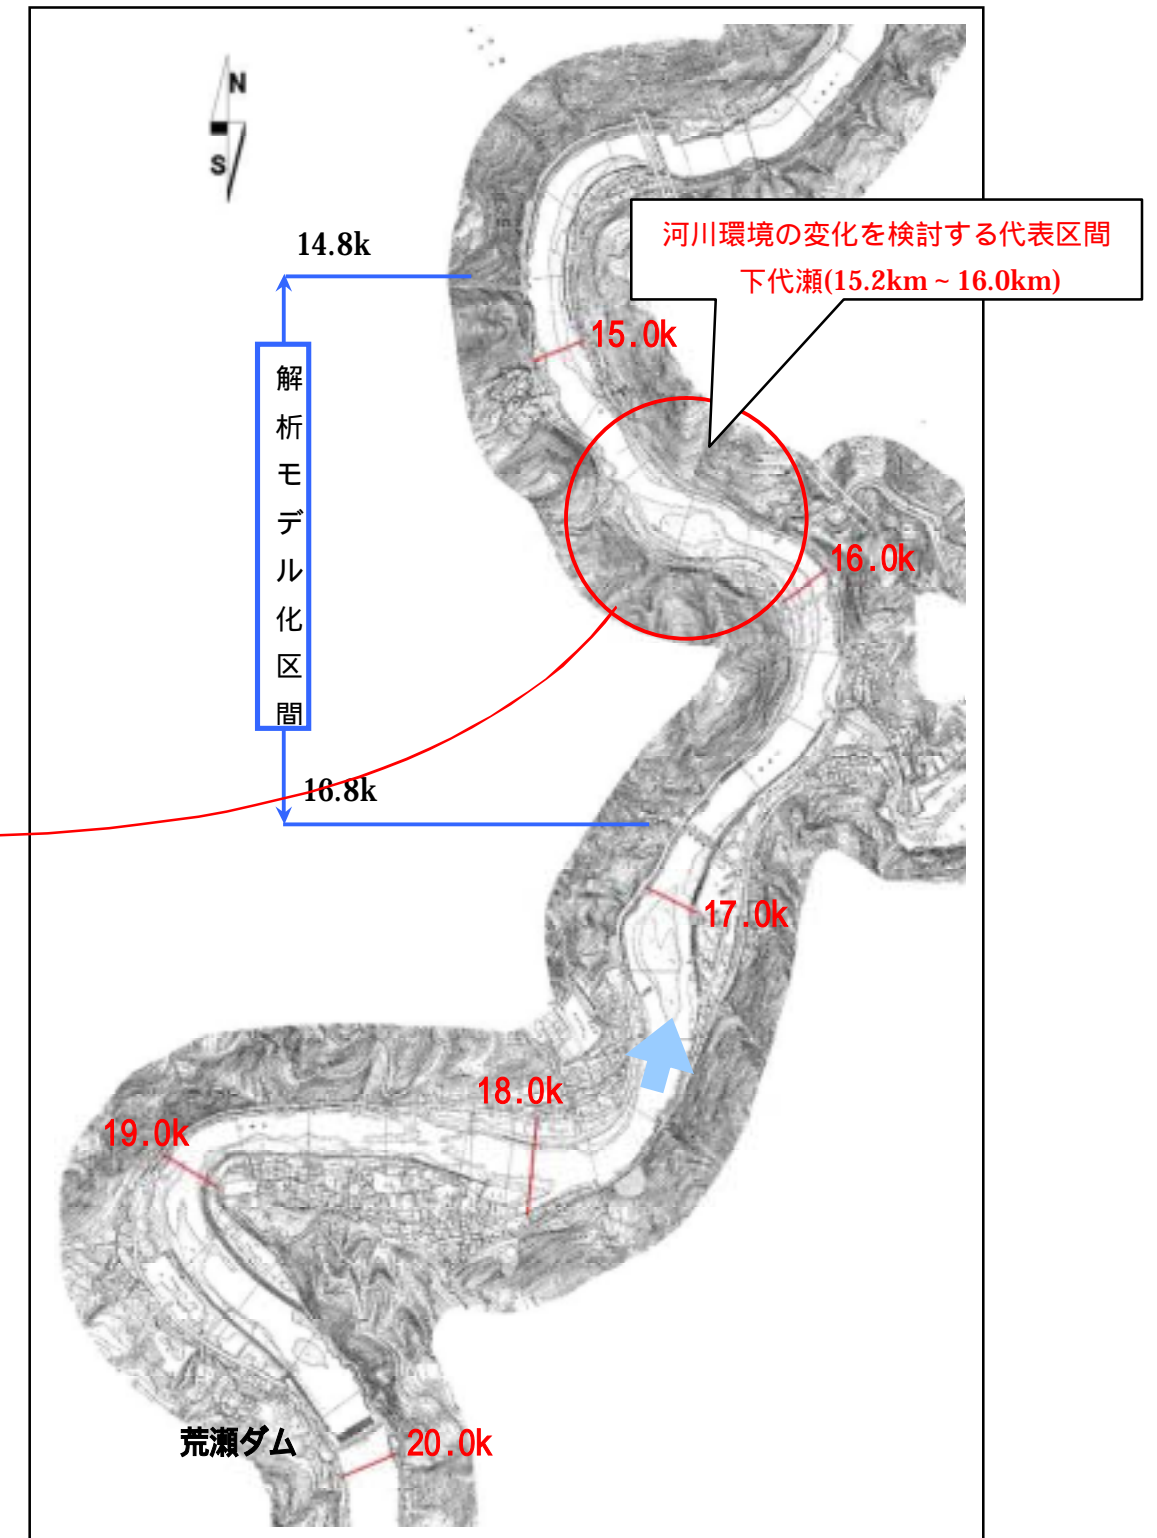 N
S
14.8k
河川環境の変化を検討する代表区間
下代瀬(15.2km～16.0km)
15.0k
解析モデル化区間
16.0k
16.8k
17.0k
18.0k
19.0k
荒瀬ダム
20.0k